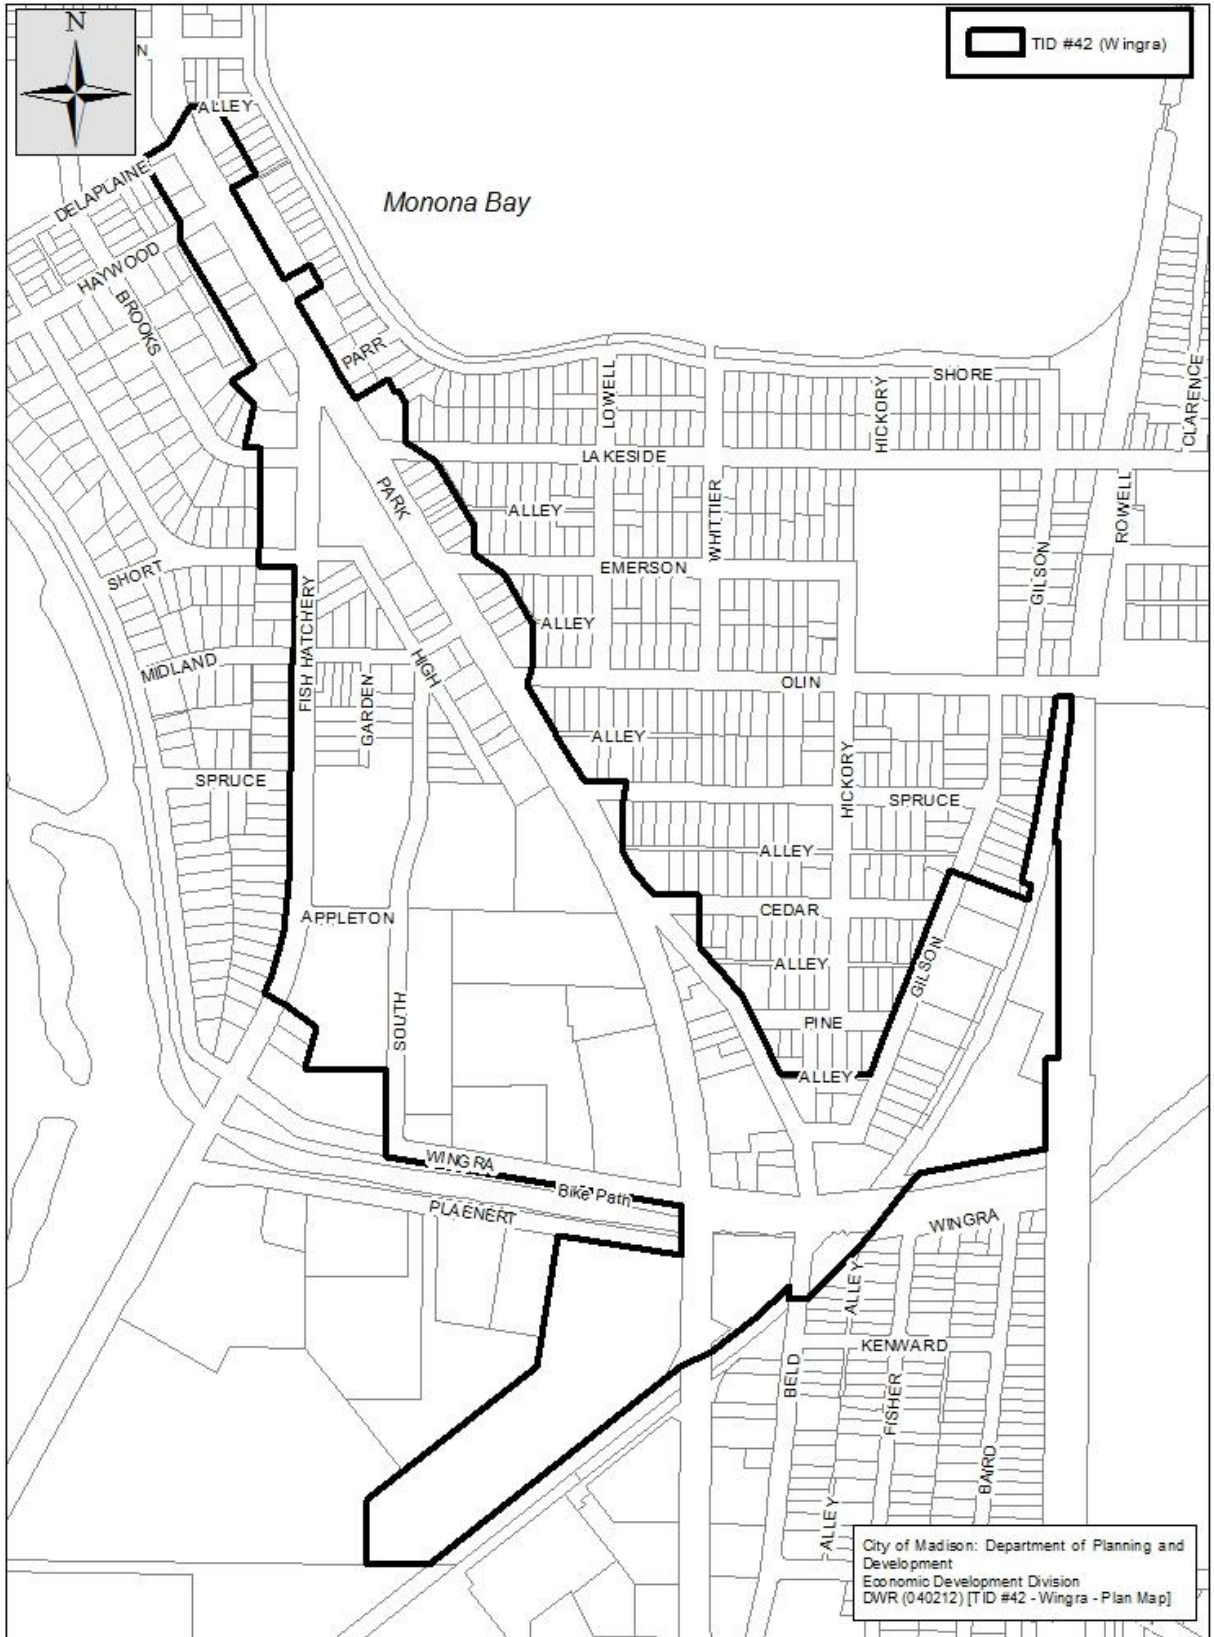 N
TID #42 (Wingra)
N
ALLEY
DELAPLAINE
Monona Bay
HAYWOOD
BROOKS
PARR
SHORE
LOWELL
HICKORY
CLARENCE
LAKESIDE
PARK
ALLEY
WHITTIER
ROWELL
EMERSON
GILSON
SHORT
FISH HATCHERY
ALLEY
MIDLAND
HIGH
GARDEN
OLIN
ALLEY
HICKORY
SPRUCE
SPRUCE
ALLEY
CEDAR
APPLETON
ALLEY
GILSON
SOUTH
PINE
ALLEY
WINGRA
Bike Path
PLAENERT
WINGRA
ALLEY
KENWARD
BELD
FISHER
BAIRD
ALLEY
City of Madison: Department of Planning and
Development
Economic Development Division
DWR (040212) [TID #42 - Wingra - Plan Map]